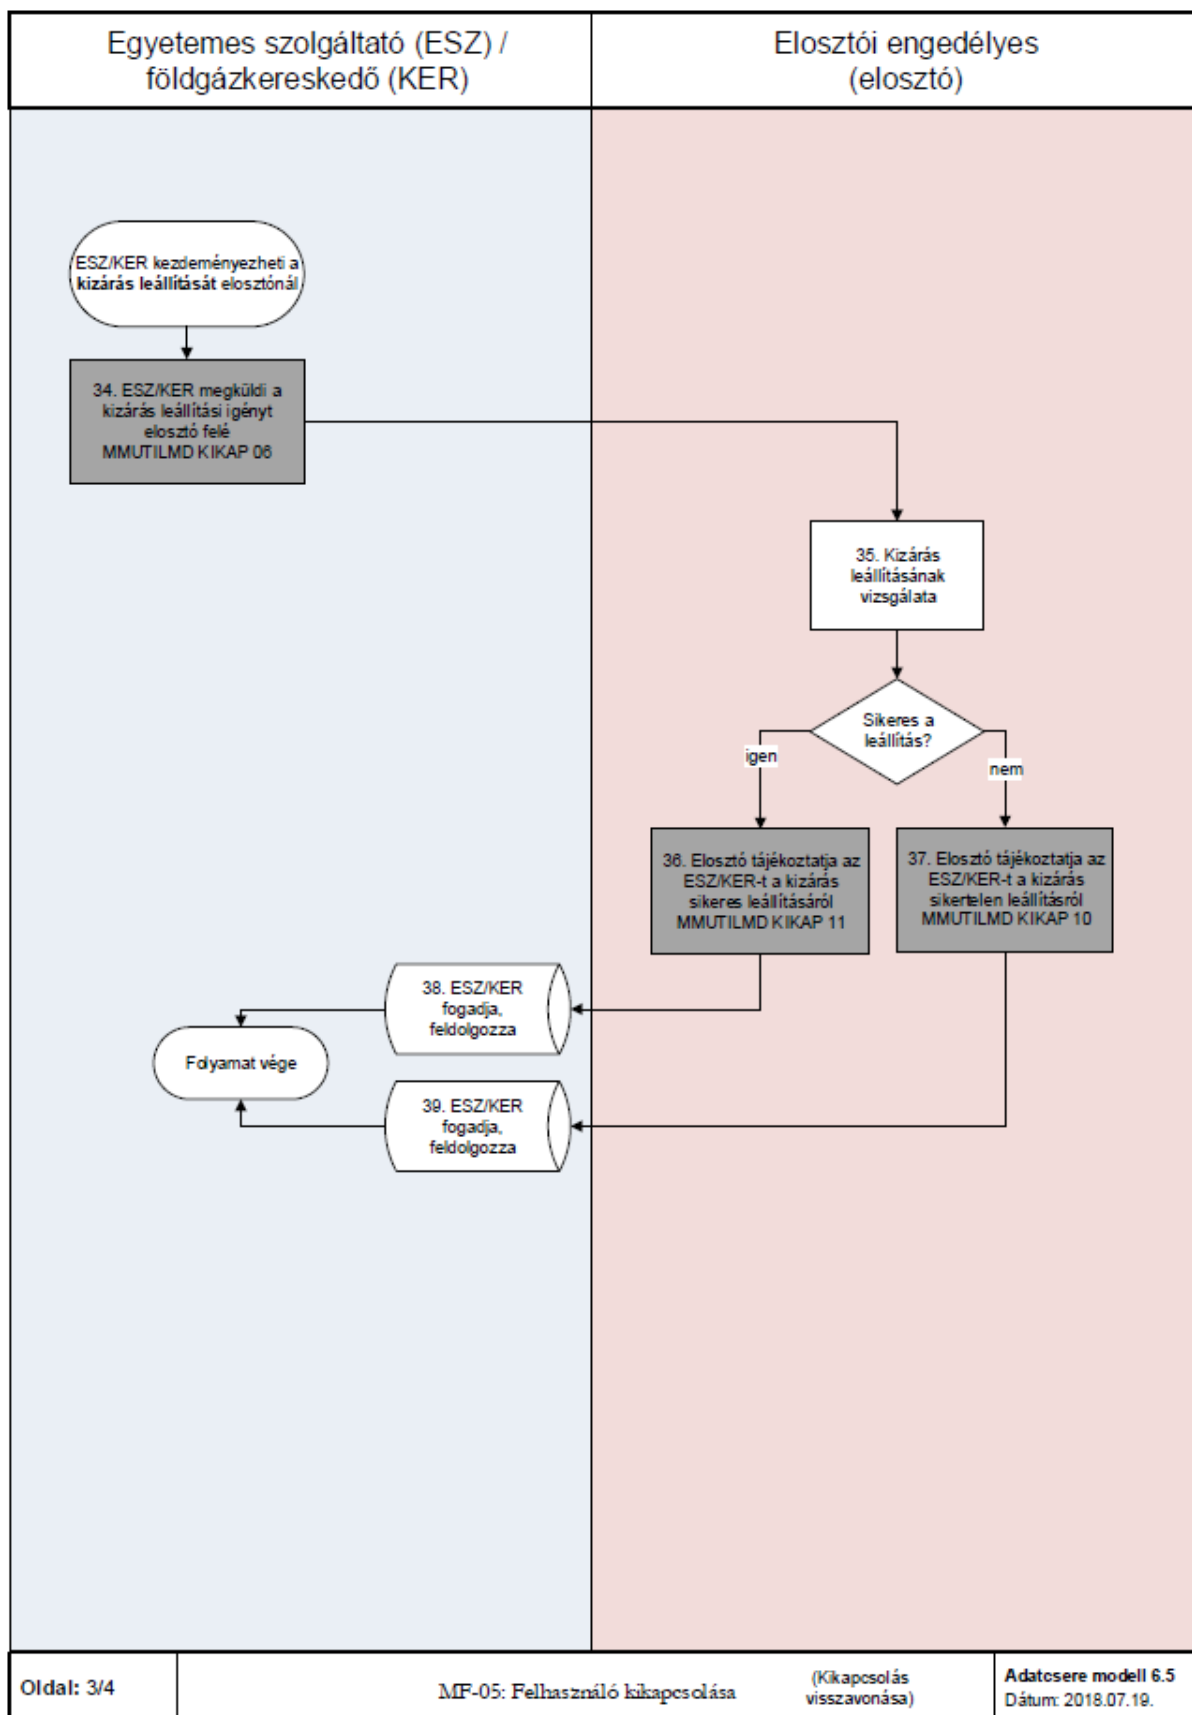 Egyetemes szolgáltató (ESZ) /
földgázkereskedő (KER)
Elosztói engedélyes
(elosztó)
ESZ/KER kezdeményezheti a
kizárás leállítását elosztónál
34. ESZ/KER megküldi a
kizárás leállítási igényt
elosztó felé
MMUTILMD KIKAP 06
35. Kizárás
leállításának
vizsgálata
Sikeres a
leállítás?
igen
nem
36. Elosztó tájékoztatja az
ESZ/KER-t a kizárás
sikeres leállításáról
MMUTILMD KIKAP 11
37. Elosztó tájékoztatja az
ESZ/KER-t a kizárás
sikertelen leállításról
MMUTILMD KIKAP 10
38. ESZ/KER
fogadja,
feldolgozza
Folyamat vége
39. ESZ/KER
fogadja,
feldolgozza
Oldal: 3/4
MF-05: Felhasználó kikapcsolása
(Kikapcsolás
visszavonása)
Adatcsere modell 6.5
Dátum: 2018.07.19.